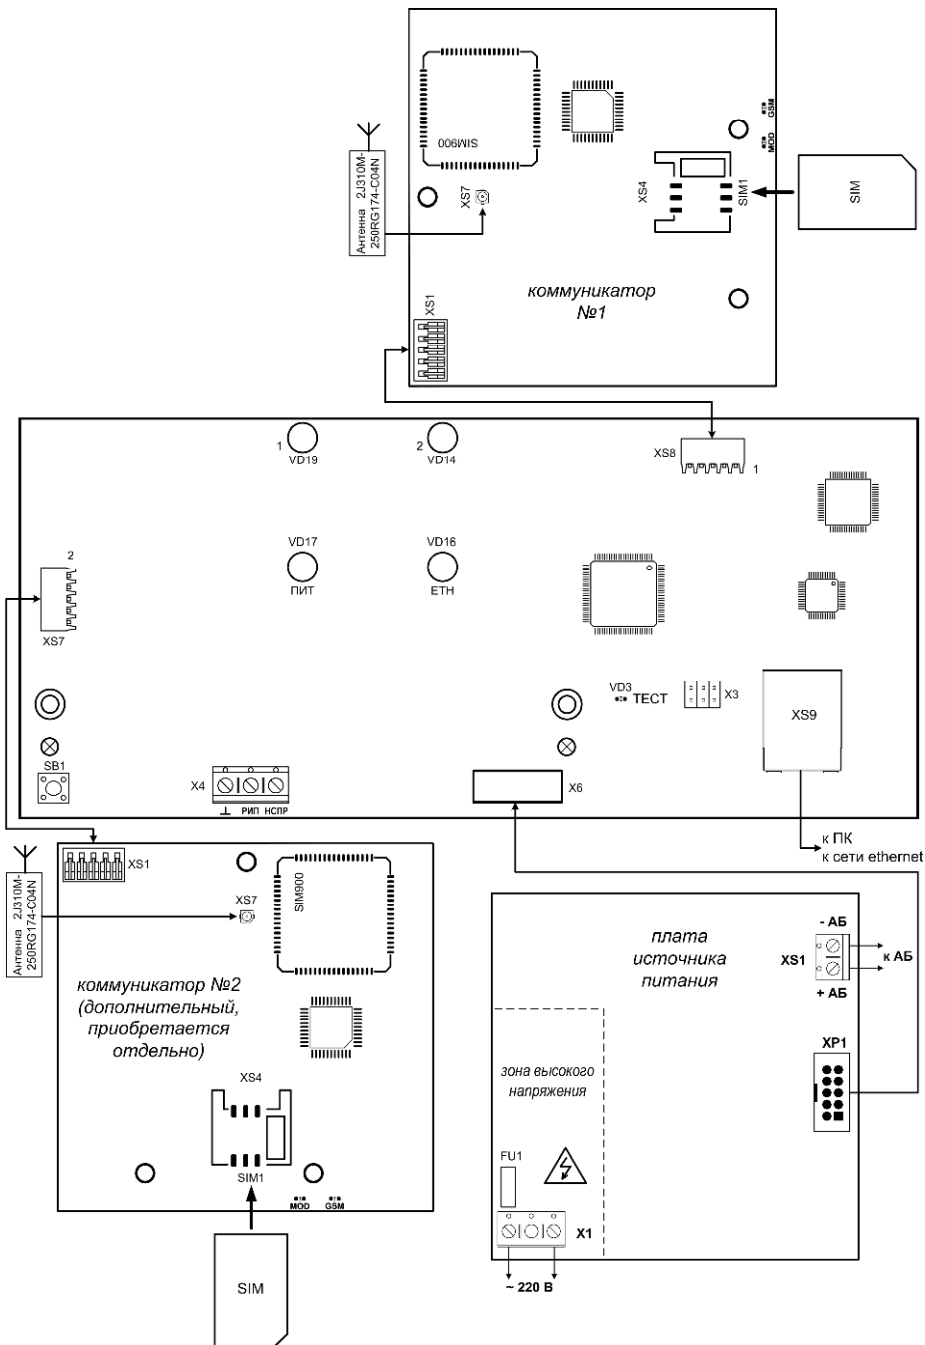 GSM
MOD
SIM900
Антенна 2J310M-
250RG174-C04N
XS7
XS4
SIM1
SIM
коммуникатор
№1
XS1
1
VD19
2
VD14
XS8
1
VD17
ПИТ
VD16
ETH
2
XS7
VD3
ТЕСТ
X3
XS9
SB1
X4
⊥ РИП НСПР
X6
к ПК
к сети ethernet
XS1
Антенна 2J310M-
250RG174-C04N
XS7
SIM900
коммуникатор №2
(дополнительный,
приобретается
отдельно)
XS4
SIM1
MOD
GSM
SIM
плата
источника
питания
- АБ
XS1
к АБ
+ АБ
XP1
зона высокого
напряжения
FU1
X1
~ 220 В